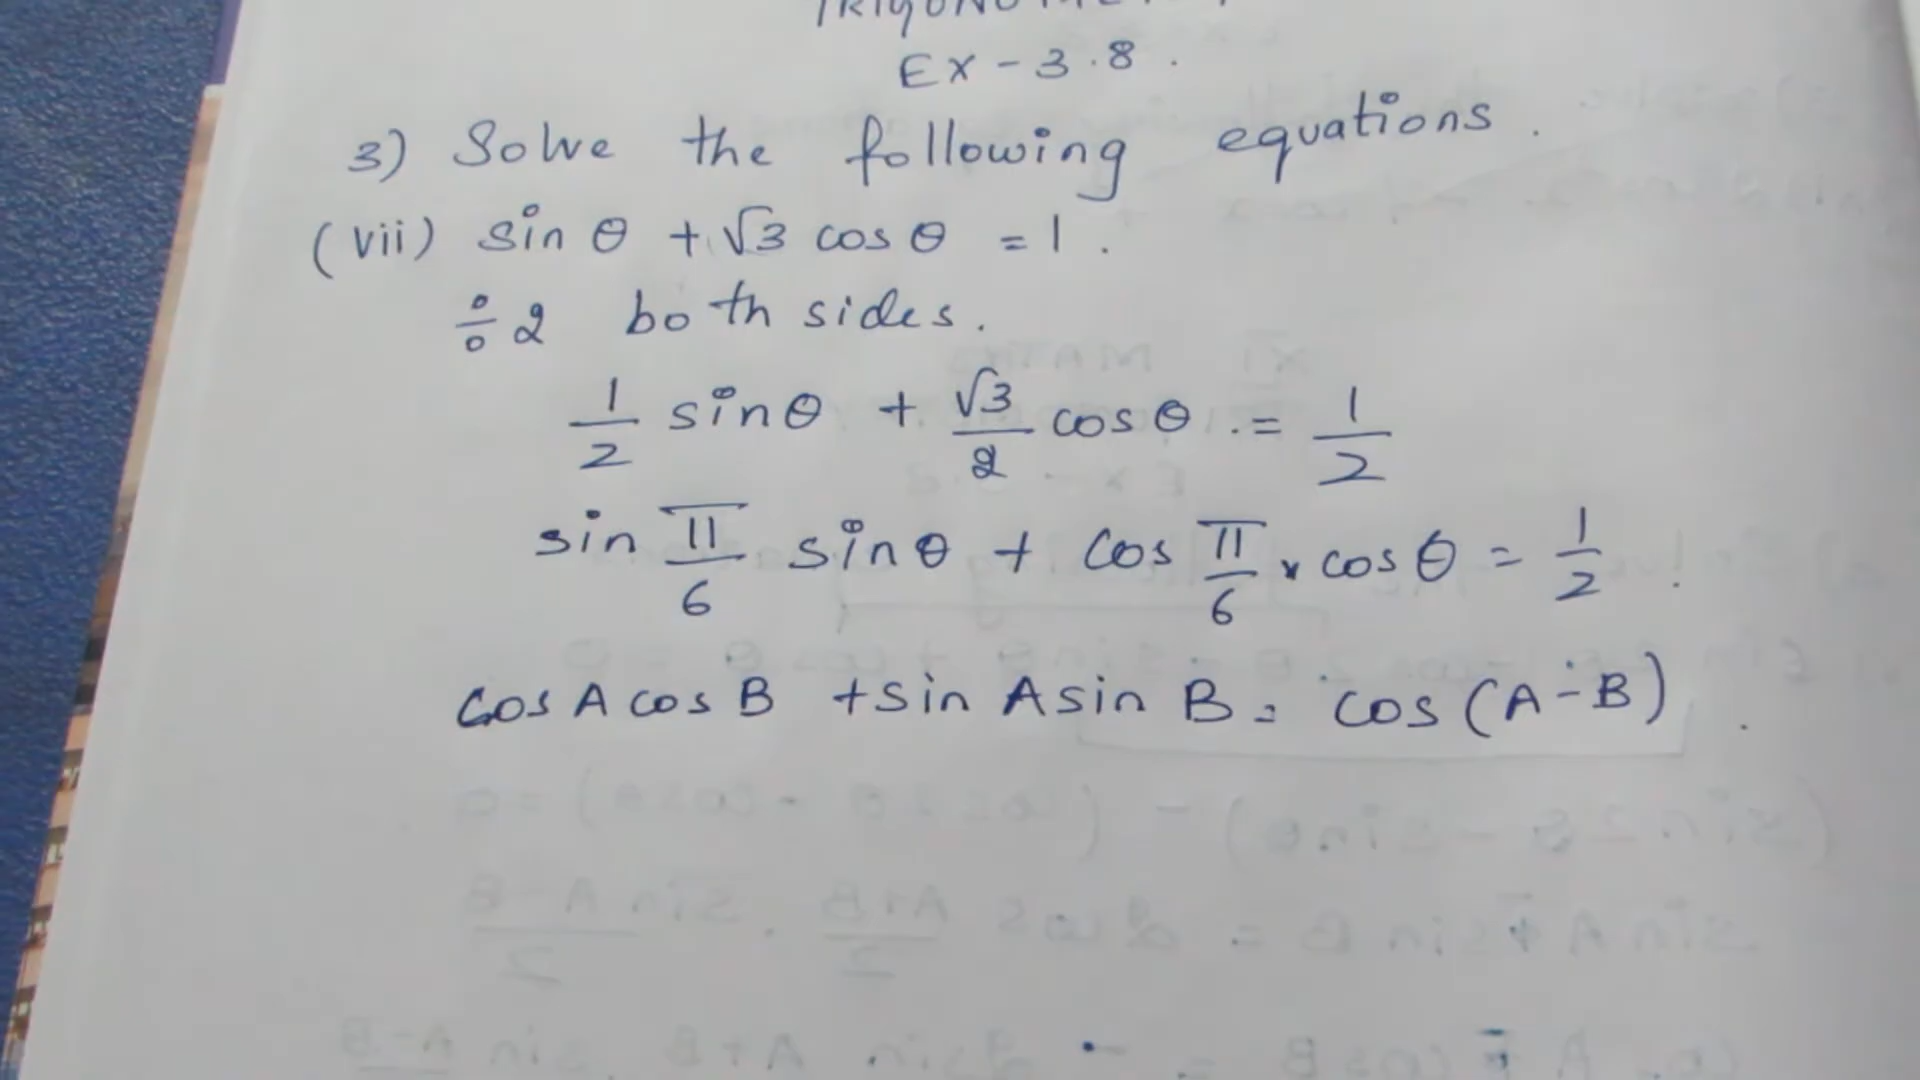 TRIGONOMETRY
Ex - 3.8.
3) Solve the following equations.
(vii) sin θ + √3 cos θ = 1.
÷ 2 both sides.
1/2 sin θ + √3/2 cos θ .= 1/2
sin π/6 sin θ + cos π/6 × cos θ = 1/2.
cos A cos B + sin A sin B = cos (A - B).